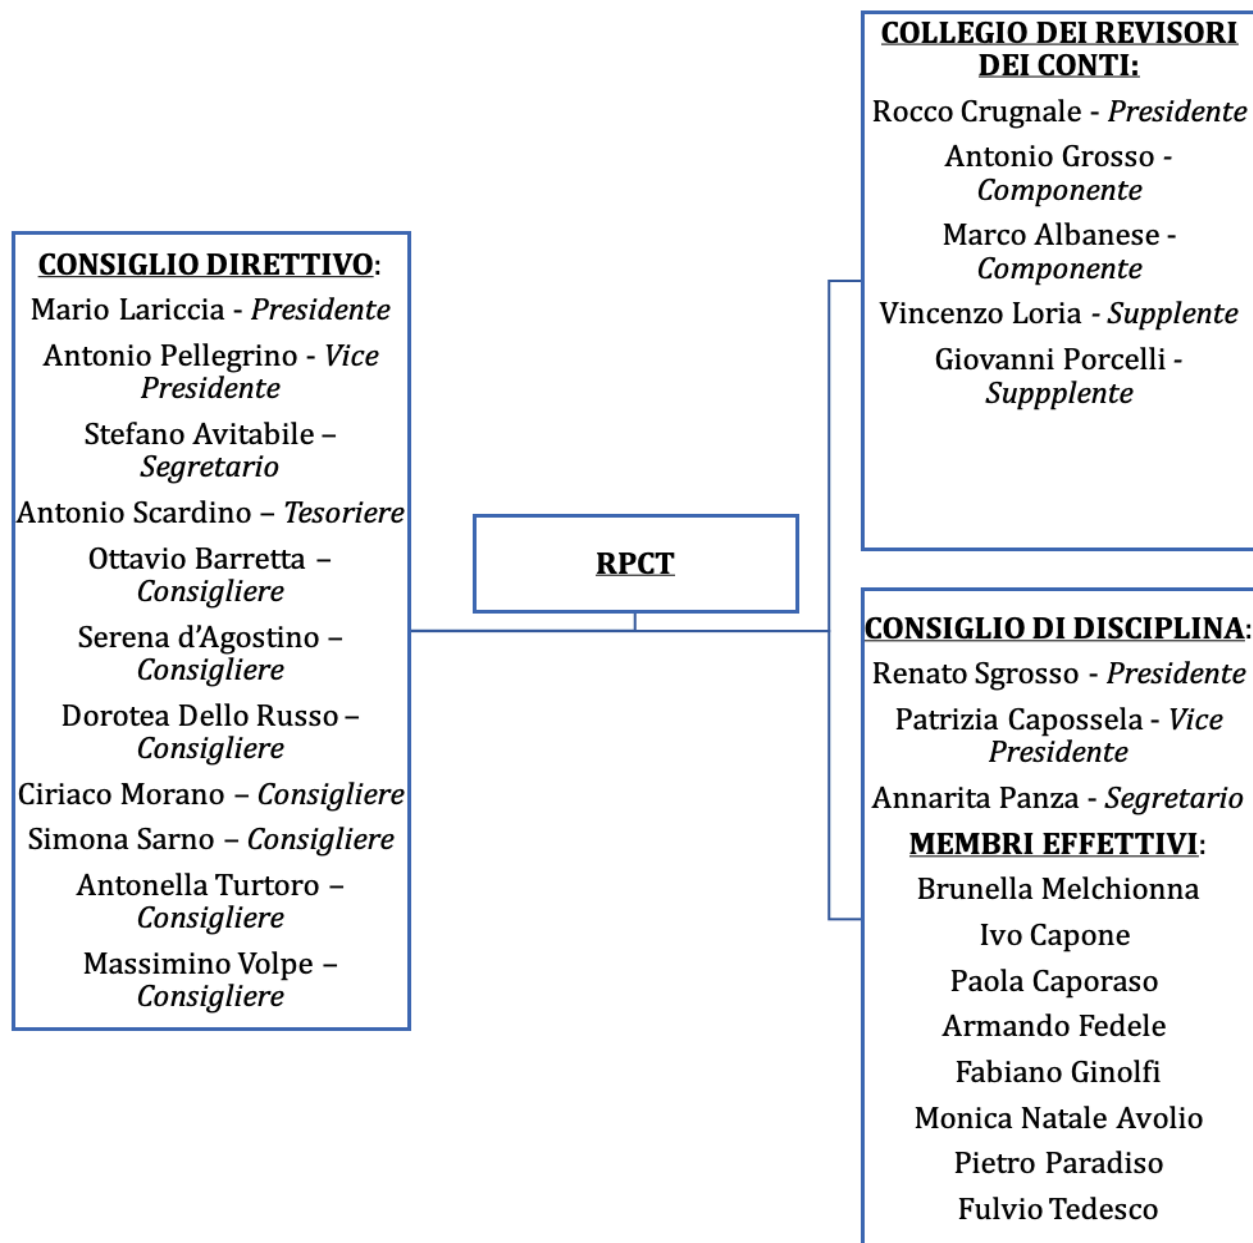 CONSIGLIO DIRETTIVO:
Mario Lariccia - Presidente
Antonio Pellegrino - Vice
Presidente
Stefano Avitabile –
Segretario
Antonio Scardino – Tesoriere
Ottavio Barretta –
Consigliere
Serena d’Agostino –
Consigliere
Dorotea Dello Russo –
Consigliere
Ciriaco Morano – Consigliere
Simona Sarno – Consigliere
Antonella Turtoro –
Consigliere
Massimino Volpe –
Consigliere
RPCT
COLLEGIO DEI REVISORI
DEI CONTI:
Rocco Crugnale - Presidente
Antonio Grosso -
Componente
Marco Albanese -
Componente
Vincenzo Loria - Supplente
Giovanni Porcelli -
Suppplente
CONSIGLIO DI DISCIPLINA:
Renato Sgrosso - Presidente
Patrizia Capossela - Vice
Presidente
Annarita Panza - Segretario
MEMBRI EFFETTIVI:
Brunella Melchionna
Ivo Capone
Paola Caporaso
Armando Fedele
Fabiano Ginolfi
Monica Natale Avolio
Pietro Paradiso
Fulvio Tedesco